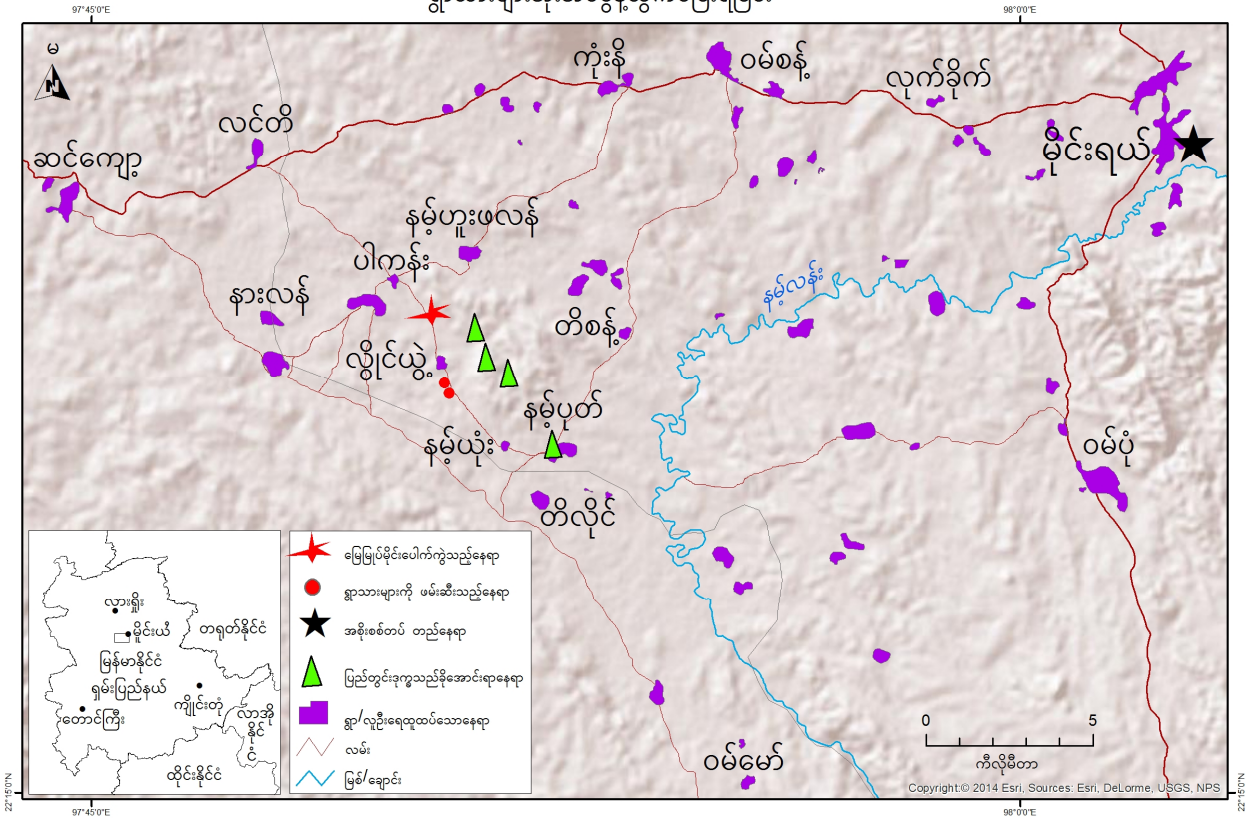 97°45'0"E
98°0'0"E
မ
N
ကုံးနိ
ဝမ်စန့်
လုက်ခိုက်
လင်တိ
ဆင်ကျော့
မိုင်းရယ်
နမ့်ဟူးဖလန်
ပါကန်း
နမ့်လန်း
နားလန်
တိစန့်
လွိုင်ယွဲ့
နမ့်ပုတ်
နမ့်ယုံး
ဝမ်ပုံ
တိလိုင်
ဝမ်မော်
မြေမြှုပ်မိုင်းပေါက်ကွဲသည့်နေရာ
ရွာသားများကို ဖမ်းဆီးသည့်နေရာ
အစိုးစစ်တပ် တည်နေရာ
ပြည်တွင်းဒုက္ခသည်ခိုအောင်းရာနေရာ
ရွာ/လူဦးရေထူထပ်သောနေရာ
လမ်း
မြစ်/ချောင်း
လားရှိုး
မိူင်းယႆ
တရုတ်နိုင်ငံ
မြန်မာနိုင်ငံ
ရှမ်းပြည်နယ်
ကျိုင်းတုံ
တောင်ကြီး
လာအို
နိုင်
ငံ
ထိုင်းနိုင်ငံ
0 5
ကီလိုမီတာ
Copyright:© 2014 Esri, Sources: Esri, DeLorme, USGS, NPS
22°15'0"N
22°15'0"N
97°45'0"E
98°0'0"E